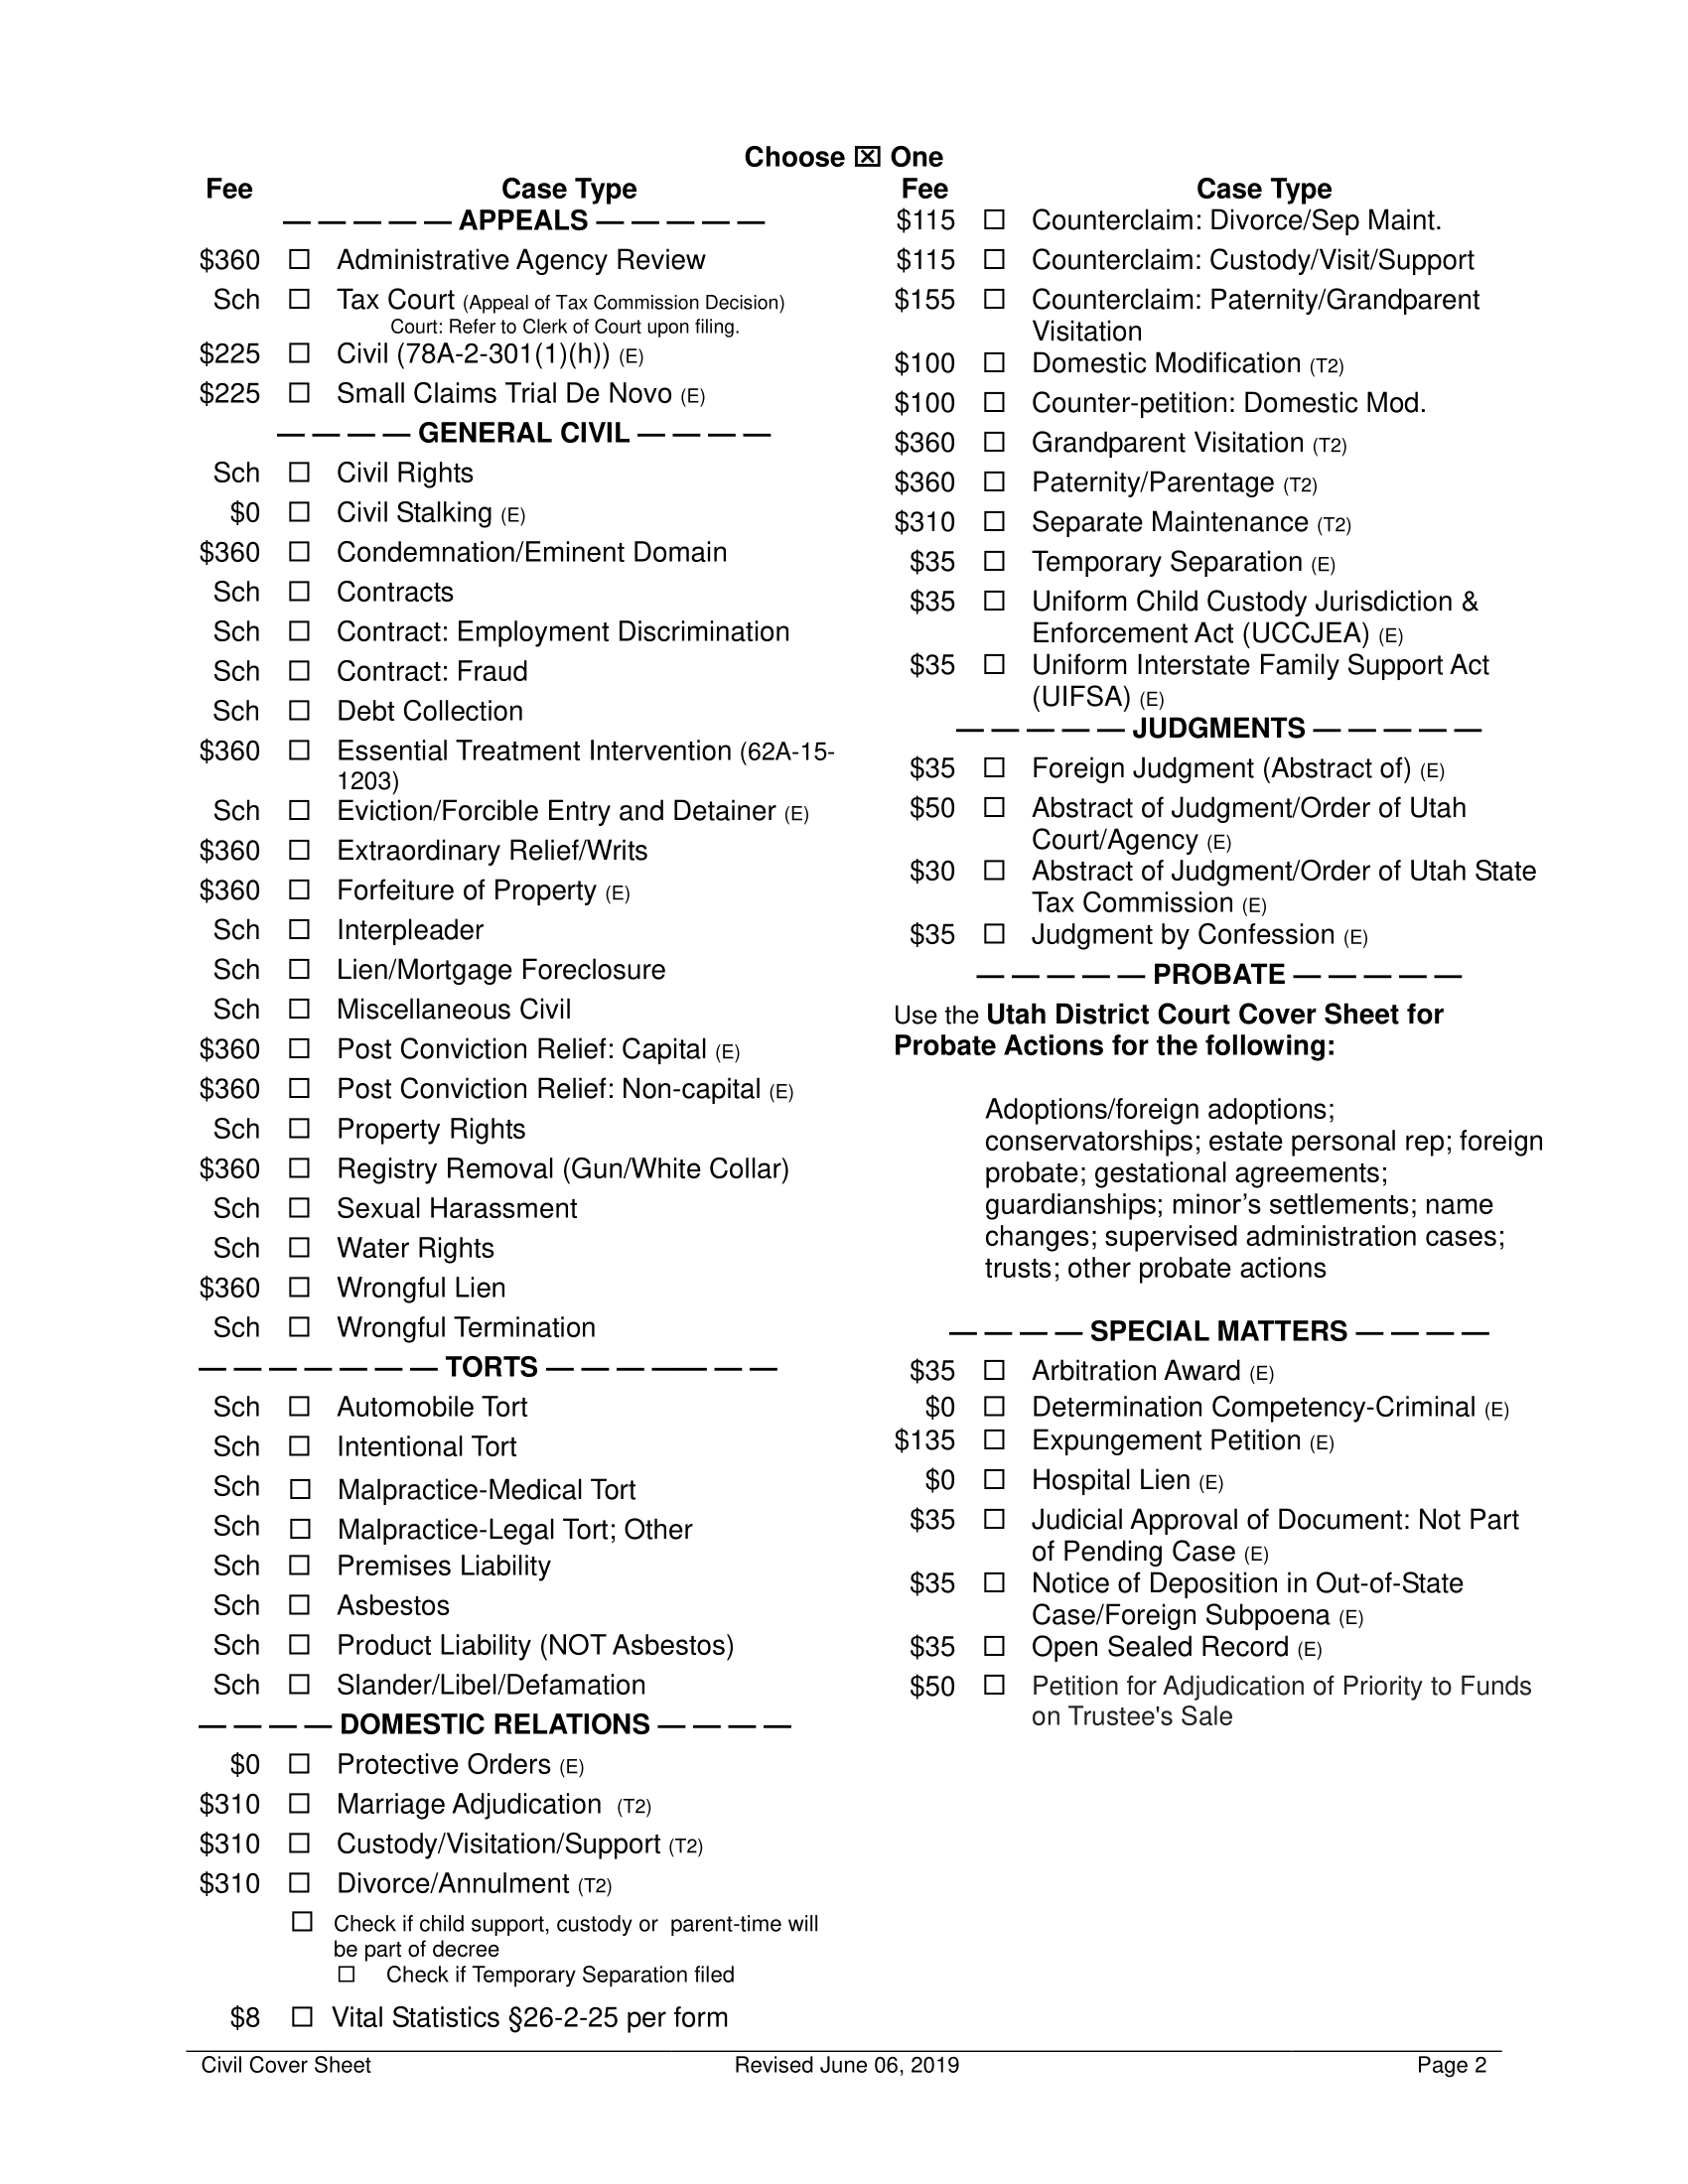 Choose ☒ One
Fee Case Type
— — — — — APPEALS — — — — —
$360 ☐ Administrative Agency Review
Sch ☐ Tax Court (Appeal of Tax Commission Decision)
Court: Refer to Clerk of Court upon filing.
$225 ☐ Civil (78A-2-301(1)(h)) (E)
$225 ☐ Small Claims Trial De Novo (E)
— — — — GENERAL CIVIL — — — —
Sch ☐ Civil Rights
$0 ☐ Civil Stalking (E)
$360 ☐ Condemnation/Eminent Domain
Sch ☐ Contracts
Sch ☐ Contract: Employment Discrimination
Sch ☐ Contract: Fraud
Sch ☐ Debt Collection
$360 ☐ Essential Treatment Intervention (62A-15-
1203)
Sch ☐ Eviction/Forcible Entry and Detainer (E)
$360 ☐ Extraordinary Relief/Writs
$360 ☐ Forfeiture of Property (E)
Sch ☐ Interpleader
Sch ☐ Lien/Mortgage Foreclosure
Sch ☐ Miscellaneous Civil
$360 ☐ Post Conviction Relief: Capital (E)
$360 ☐ Post Conviction Relief: Non-capital (E)
Sch ☐ Property Rights
$360 ☐ Registry Removal (Gun/White Collar)
Sch ☐ Sexual Harassment
Sch ☐ Water Rights
$360 ☐ Wrongful Lien
Sch ☐ Wrongful Termination
— — — — — — — TORTS — — — —— — —
Sch ☐ Automobile Tort
Sch ☐ Intentional Tort
Sch ☐ Malpractice-Medical Tort
Sch ☐ Malpractice-Legal Tort; Other
Sch ☐ Premises Liability
Sch ☐ Asbestos
Sch ☐ Product Liability (NOT Asbestos)
Sch ☐ Slander/Libel/Defamation
— — — — DOMESTIC RELATIONS — — — —
$0 ☐ Protective Orders (E)
$310 ☐ Marriage Adjudication (T2)
$310 ☐ Custody/Visitation/Support (T2)
$310 ☐ Divorce/Annulment (T2)
☐ Check if child support, custody or parent-time will
be part of decree
☐ Check if Temporary Separation filed
$8 ☐ Vital Statistics §26-2-25 per form
Fee Case Type
$115 ☐ Counterclaim: Divorce/Sep Maint.
$115 ☐ Counterclaim: Custody/Visit/Support
$155 ☐ Counterclaim: Paternity/Grandparent
Visitation
$100 ☐ Domestic Modification (T2)
$100 ☐ Counter-petition: Domestic Mod.
$360 ☐ Grandparent Visitation (T2)
$360 ☐ Paternity/Parentage (T2)
$310 ☐ Separate Maintenance (T2)
$35 ☐ Temporary Separation (E)
$35 ☐ Uniform Child Custody Jurisdiction &
Enforcement Act (UCCJEA) (E)
$35 ☐ Uniform Interstate Family Support Act
(UIFSA) (E)
— — — — — JUDGMENTS — — — — —
$35 ☐ Foreign Judgment (Abstract of) (E)
$50 ☐ Abstract of Judgment/Order of Utah
Court/Agency (E)
$30 ☐ Abstract of Judgment/Order of Utah State
Tax Commission (E)
$35 ☐ Judgment by Confession (E)
— — — — — PROBATE — — — — —
Use the Utah District Court Cover Sheet for
Probate Actions for the following:
Adoptions/foreign adoptions;
conservatorships; estate personal rep; foreign
probate; gestational agreements;
guardianships; minor’s settlements; name
changes; supervised administration cases;
trusts; other probate actions
— — — — SPECIAL MATTERS — — — —
$35 ☐ Arbitration Award (E)
$0 ☐ Determination Competency-Criminal (E)
$135 ☐ Expungement Petition (E)
$0 ☐ Hospital Lien (E)
$35 ☐ Judicial Approval of Document: Not Part
of Pending Case (E)
$35 ☐ Notice of Deposition in Out-of-State
Case/Foreign Subpoena (E)
$35 ☐ Open Sealed Record (E)
$50 ☐ Petition for Adjudication of Priority to Funds
on Trustee's Sale
Civil Cover Sheet Revised June 06, 2019 Page 2